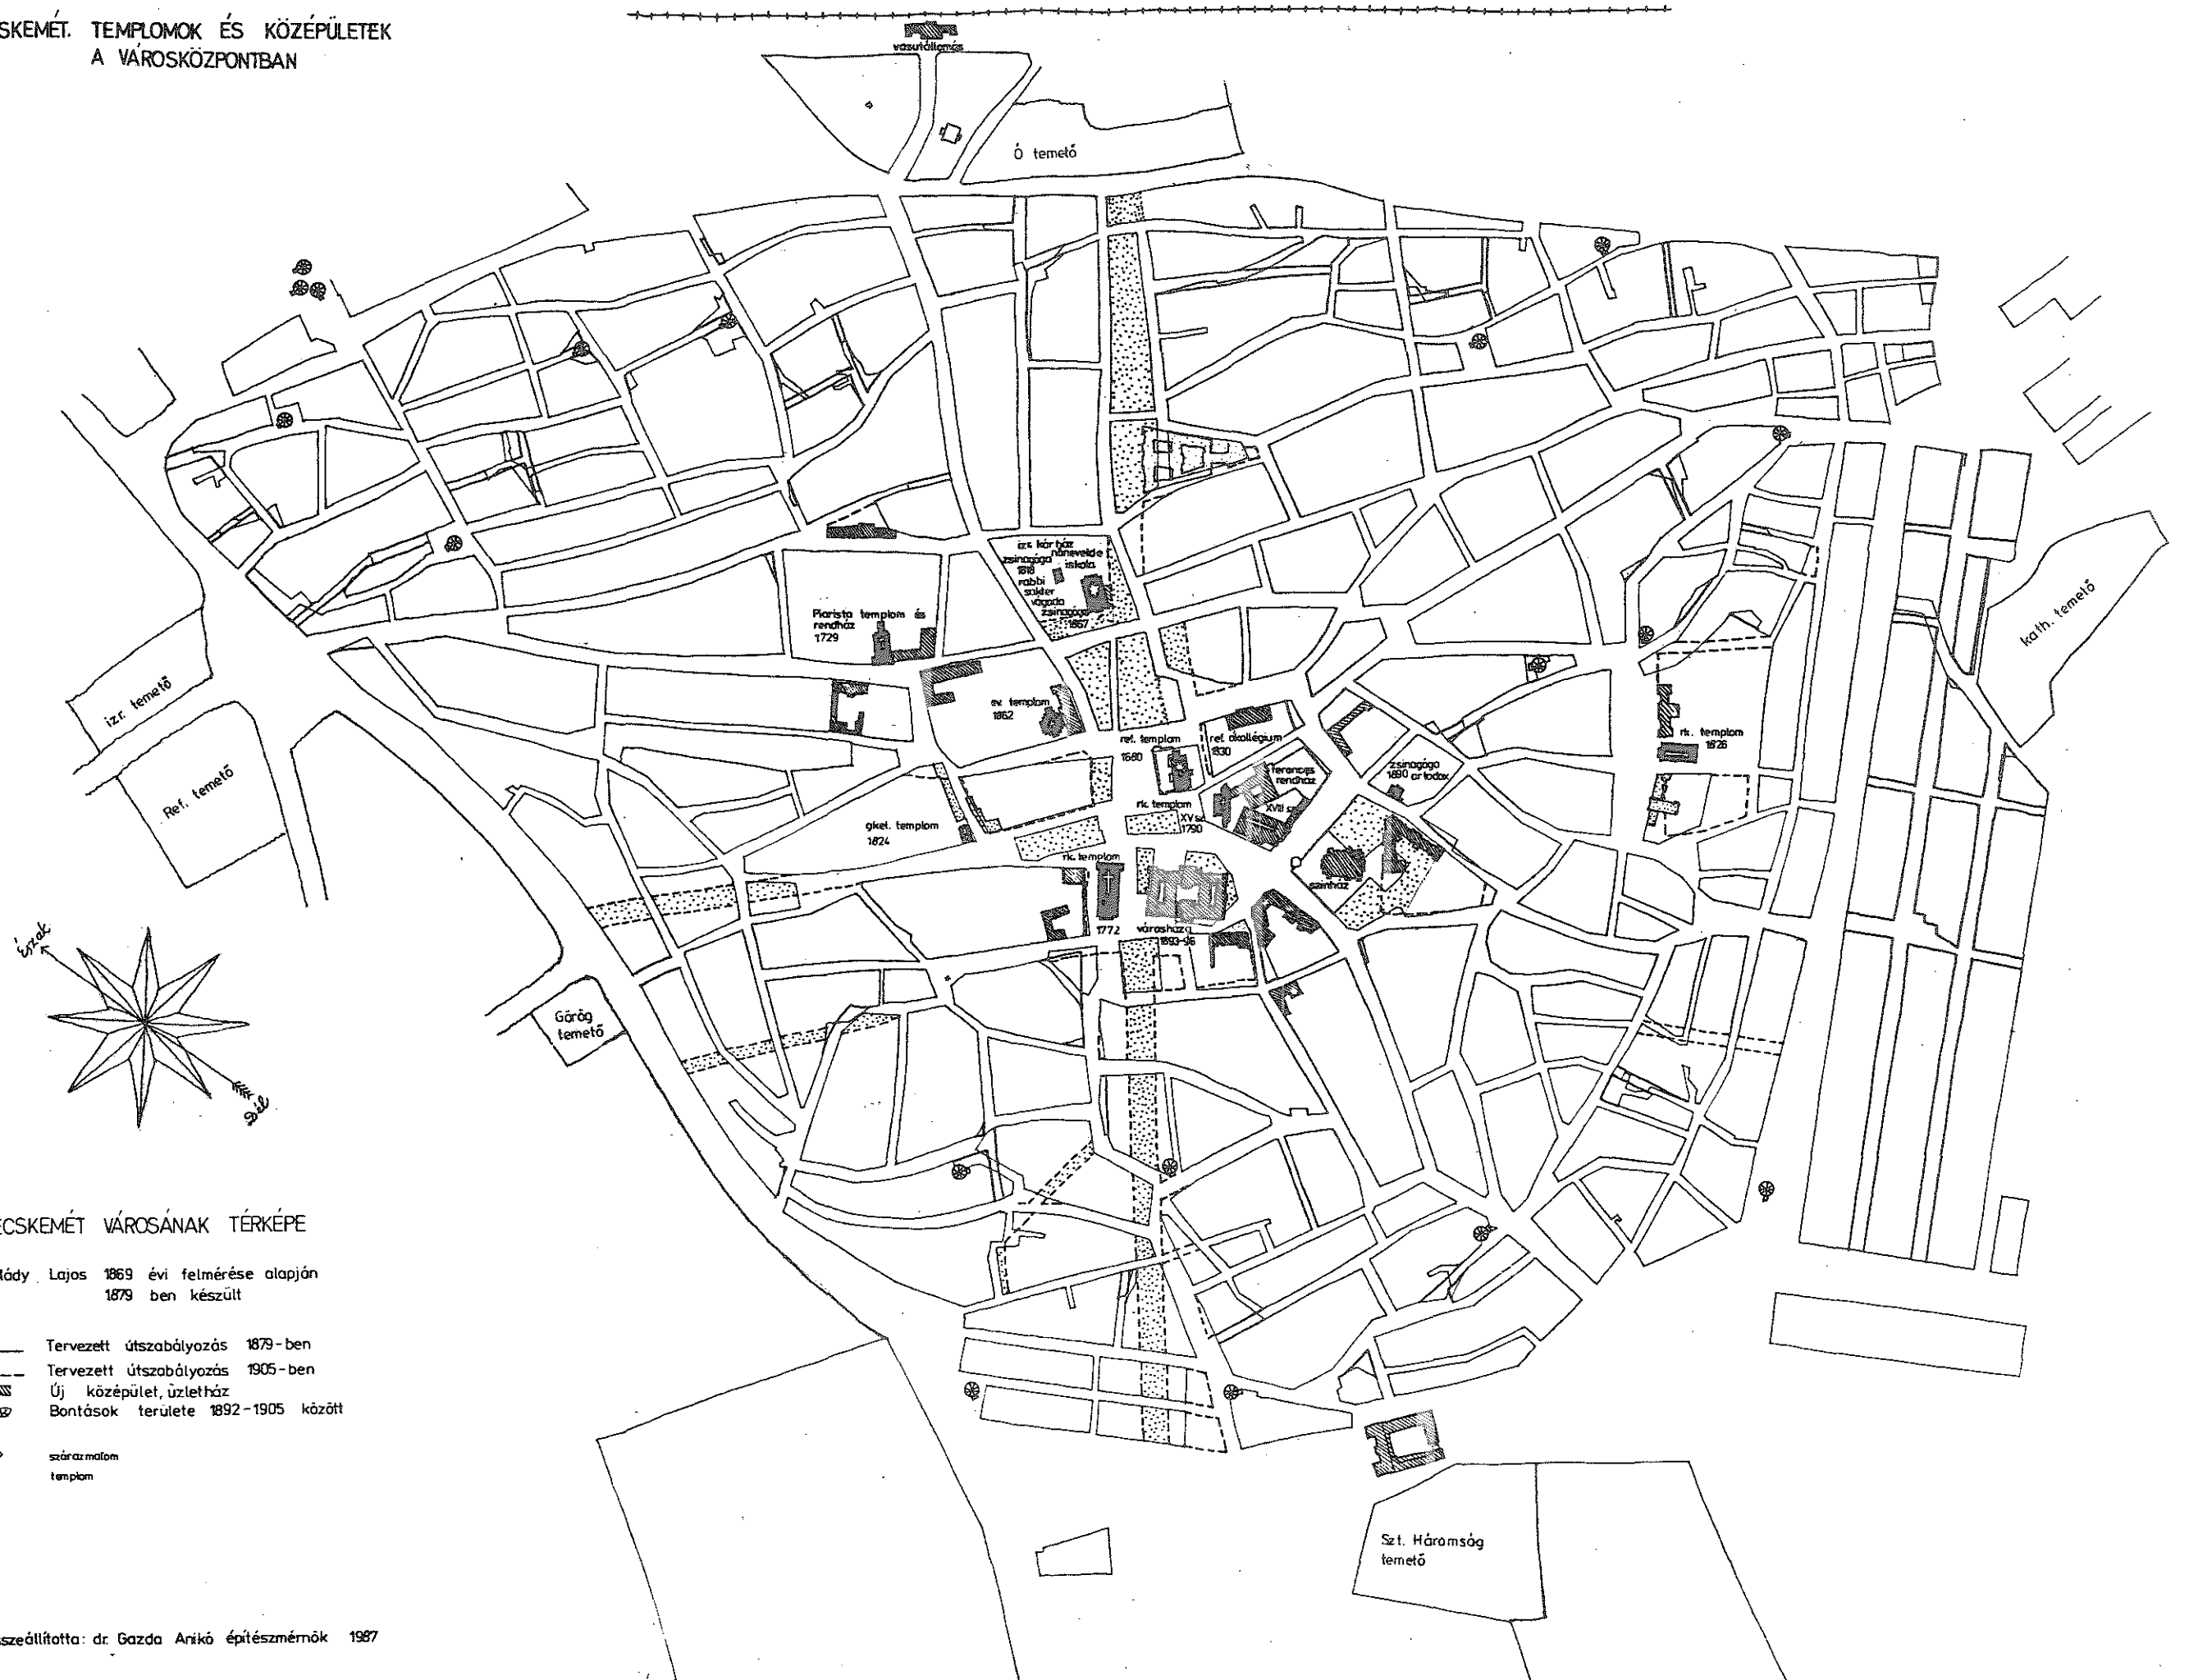 SKEMÉT. TEMPLOMOK ÉS KÖZÉPÜLETEK
A VÁROSKÖZPONTBAN
vasútállomás
Ó temető
izr. kórház
zsinagóga nőnevelde
1818 iskola
rabbi
sakter
vágoda
zsinagóga
1867
Piarista templom és
rendház
1729
kath. temető
izr. temető
Ref. temető
ev. templom
1862
ref. templom
1680
ref. ókollégium
1830
rk. templom
1826
ferences
rendház
XVIII sz.
zsinagóga
1890 ortodox
rk. templom
XV sz.
1790
gkel. templom
1824
rk. templom
1772
színház
városháza
1893-96
Észak
Dél
Görög
temető
ECSKEMÉT VÁROSÁNAK TÉRKÉPE
Lajos 1869 évi felmérése alapján
1879 ben készült
Tervezett útszabályozás 1879-ben
Tervezett útszabályozás 1905-ben
Új középület, üzletház
Bontások területe 1892-1905 között
szárazmalom
templom
Szt. Háromság
temető
szeállította: dr. Gazda Anikó építészmérnök 1987